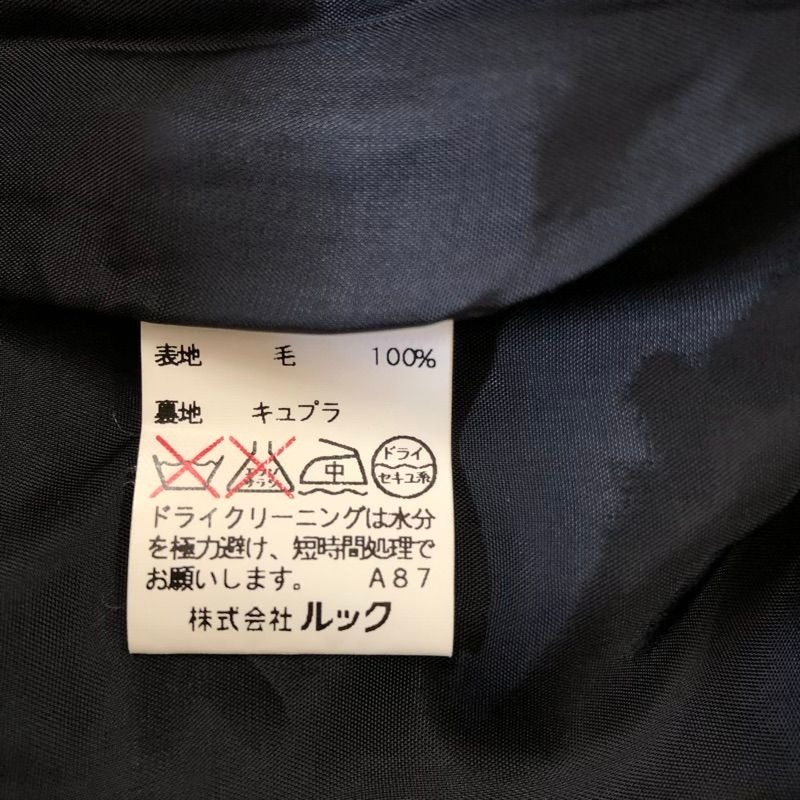 表地 毛 100%
裏地 キュプラ
エンソ サラシ 中 ドライ セキユ系
ドライクリーニングは水分
を極力避け、短時間処理で
お願いします。 A87
株式会社 ルック